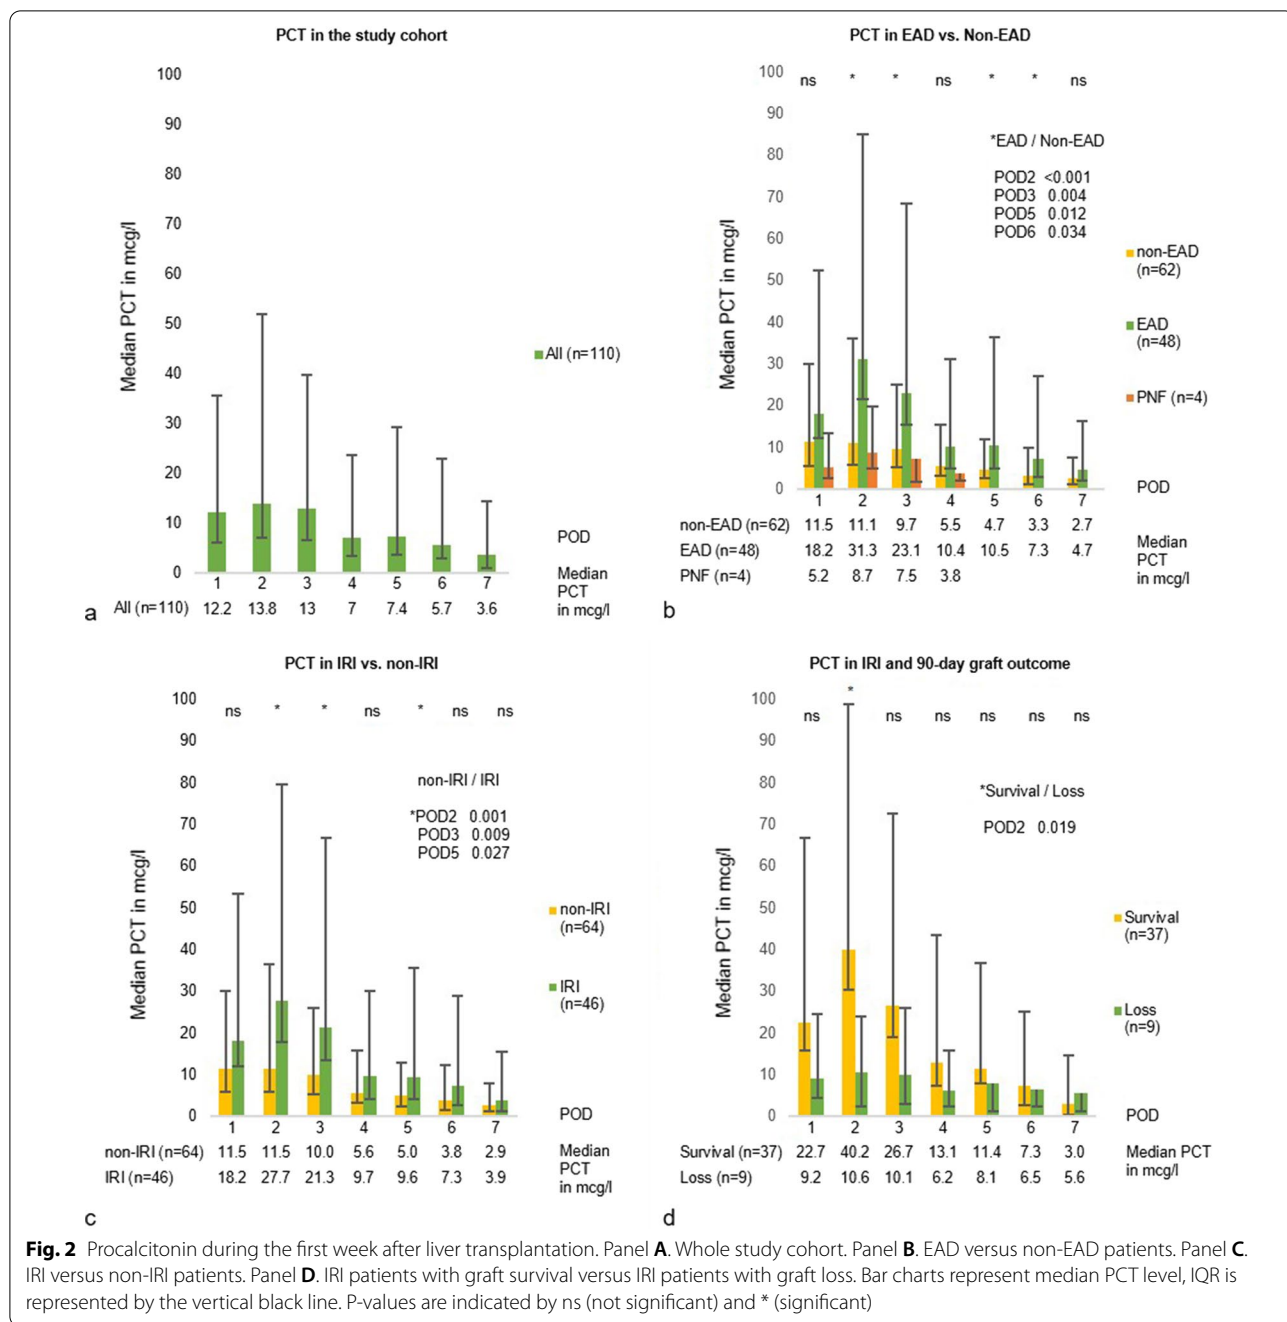 PCT in the study cohort
Median PCT in mcg/l
100
90
80
70
60
50
40
30
20
10
0
All (n=110)
POD
1 2 3 4 5 6 7
Median
PCT
in mcg/l
All (n=110) 12.2 13.8 13 7 7.4 5.7 3.6
a
PCT in EAD vs. Non-EAD
Median PCT in mcg/l
100
90
80
70
60
50
40
30
20
10
0
ns * * ns * * ns
*EAD / Non-EAD
POD2 <0.001
POD3 0.004
POD5 0.012
POD6 0.034
non-EAD
(n=62)
EAD
(n=48)
PNF (n=4)
POD
1 2 3 4 5 6 7
non-EAD (n=62) 11.5 11.1 9.7 5.5 4.7 3.3 2.7
EAD (n=48) 18.2 31.3 23.1 10.4 10.5 7.3 4.7
PNF (n=4) 5.2 8.7 7.5 3.8
Median
PCT
in mcg/l
b
PCT in IRI vs. non-IRI
Median PCT in mcg/l
100
90
80
70
60
50
40
30
20
10
0
ns * * ns * ns ns
non-IRI / IRI
*POD2 0.001
POD3 0.009
POD5 0.027
non-IRI
(n=64)
IRI
(n=46)
POD
1 2 3 4 5 6 7
non-IRI (n=64) 11.5 11.5 10.0 5.6 5.0 3.8 2.9
IRI (n=46) 18.2 27.7 21.3 9.7 9.6 7.3 3.9
Median
PCT
in mcg/l
c
PCT in IRI and 90-day graft outcome
Median PCT in mcg/l
100
90
80
70
60
50
40
30
20
10
0
ns * ns ns ns ns ns
*Survival / Loss
POD2 0.019
Survival
(n=37)
Loss
(n=9)
POD
1 2 3 4 5 6 7
Survival (n=37) 22.7 40.2 26.7 13.1 11.4 7.3 3.0
Loss (n=9) 9.2 10.6 10.1 6.2 8.1 6.5 5.6
Median PCT
in mcg/l
d
Fig. 2 Procalcitonin during the first week after liver transplantation. Panel A. Whole study cohort. Panel B. EAD versus non-EAD patients. Panel C.
IRI versus non-IRI patients. Panel D. IRI patients with graft survival versus IRI patients with graft loss. Bar charts represent median PCT level, IQR is
represented by the vertical black line. P-values are indicated by ns (not significant) and * (significant)